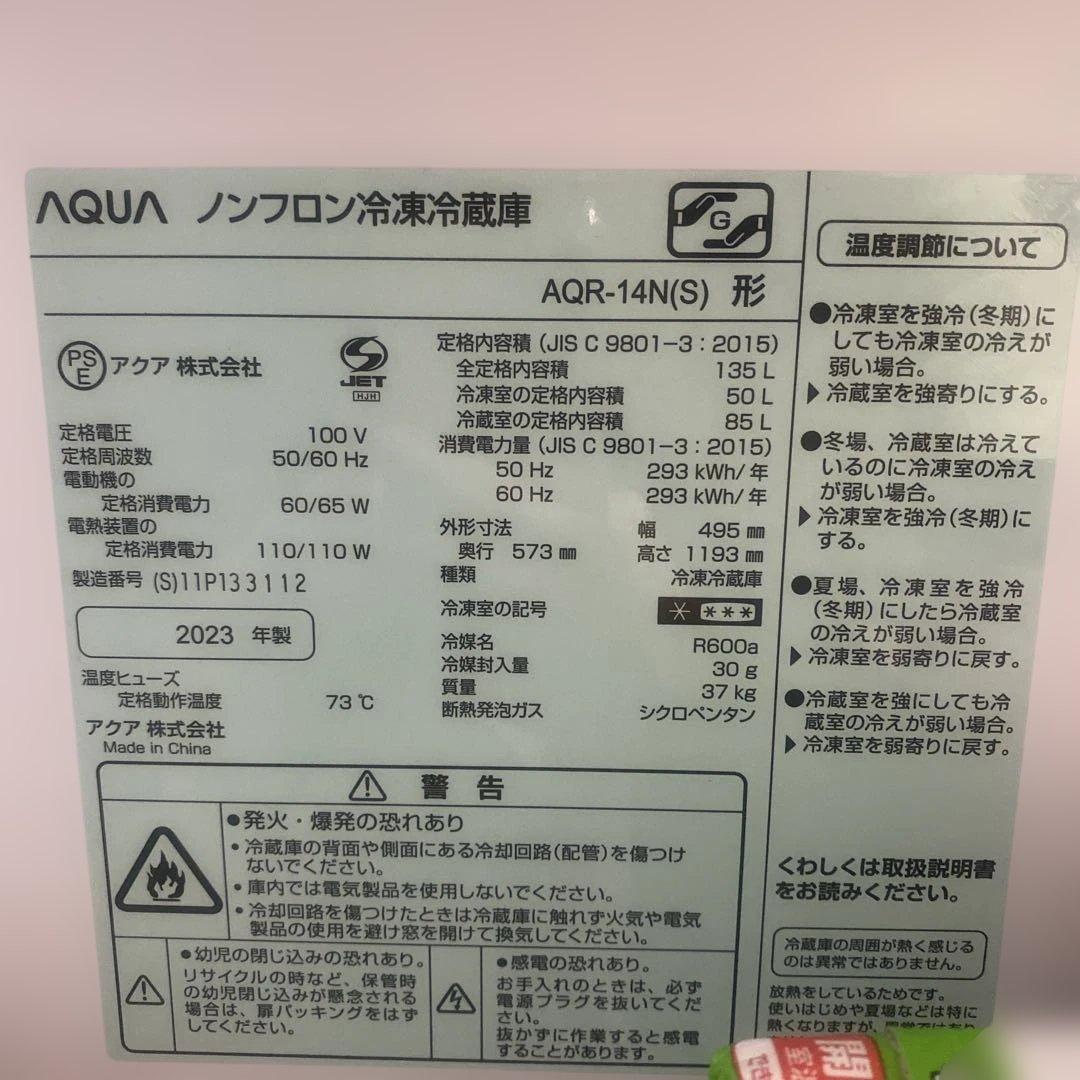 AQUA ノンフロン冷凍冷蔵庫
G
AQR-14N(S) 形
PS
E
アクア 株式会社
JET
HJH
定格電圧 100 V
定格周波数 50/60 Hz
電動機の
定格消費電力 60/65 W
電熱装置の
定格消費電力 110/110 W
製造番号 (S)11P133112
2023 年製
温度ヒューズ
定格動作温度 73 ℃
アクア 株式会社
Made in China
定格内容積 (JIS C 9801-3:2015)
全定格内容積 135 L
冷凍室の定格内容積 50 L
冷蔵室の定格内容積 85 L
消費電力量 (JIS C 9801-3:2015)
50 Hz 293 kWh/年
60 Hz 293 kWh/年
外形寸法 幅 495 ㎜
奥行 573 ㎜ 高さ 1193 ㎜
種類 冷凍冷蔵庫
冷凍室の記号 * ***
冷媒名 R600a
冷媒封入量 30 g
質量 37 kg
断熱発泡ガス シクロペンタン
警 告
●発火・爆発の恐れあり
・冷蔵庫の背面や側面にある冷却回路(配管)を傷つけ
ないでください。
・庫内では電気製品を使用しないでください。
・冷却回路を傷つけたときは冷蔵庫に触れず火気や電気
製品の使用を避け窓を開けて換気してください。
●幼児の閉じ込みの恐れあり。
リサイクルの時など、保管時
の幼児閉じ込みが懸念される
場合は、扉パッキングをはず
してください。
●感電の恐れあり。
お手入れのときは、必ず
電源プラグを抜いてくだ
さい。
抜かずに作業すると感電
することがあります。
温度調節について
●冷凍室を強冷(冬期)に
しても冷凍室の冷えが
弱い場合。
▶冷蔵室を強寄りにする。
●冬場、冷蔵室は冷えて
いるのに冷凍室の冷え
が弱い場合。
▶冷凍室を強冷(冬期)に
する。
●夏場、冷凍室を強冷
(冬期)にしたら冷蔵室
の冷えが弱い場合。
▶冷凍室を弱寄りに戻す。
●冷蔵室を強にしても冷
蔵室の冷えが弱い場合。
▶冷凍室を弱寄りに戻す。
くわしくは取扱説明書
をお読みください。
冷蔵庫の周囲が熱く感じる
のは異常ではありません。
放熱をしているためです。
使いはじめや夏場などは特に
熱くなりますが、異常ではあり
開